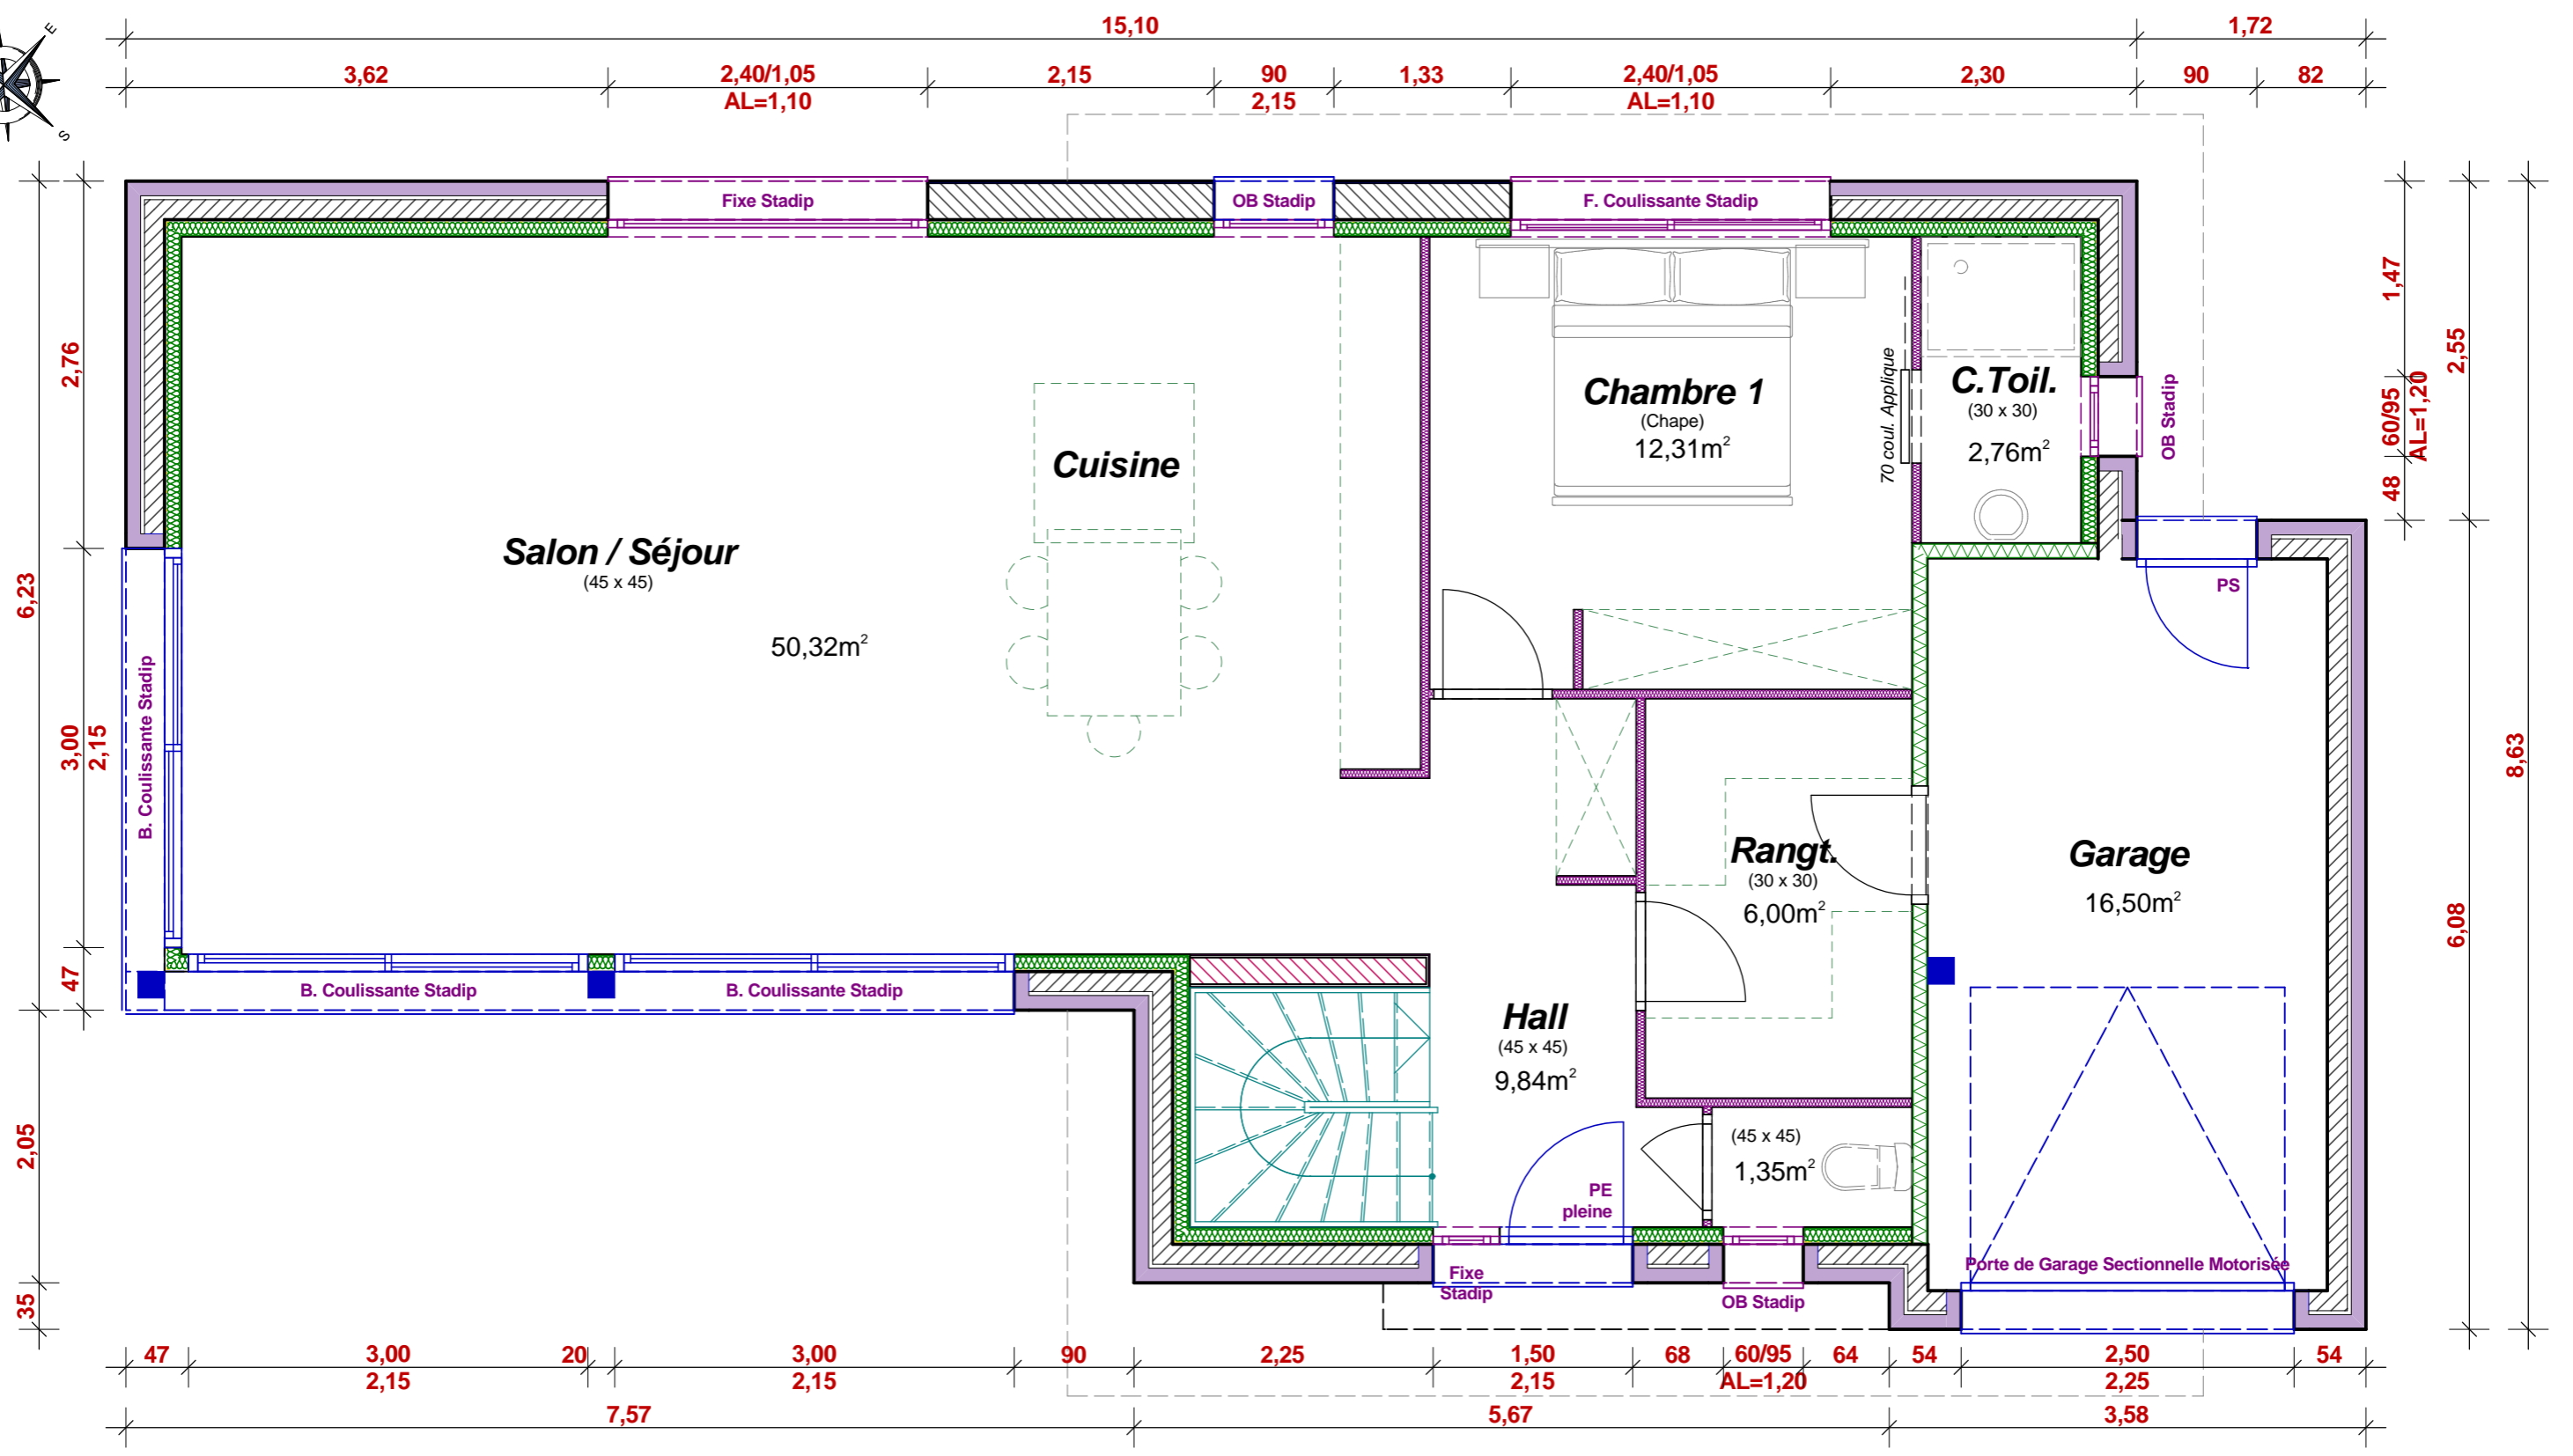 15,10
1,72
3,62
2,40/1,05
2,15
90
1,33
2,40/1,05
2,30
90
82
AL=1,10
2,15
AL=1,10
E
S
Fixe Stadip
OB Stadip
F. Coulissante Stadip
2,76
6,23
3,00
2,15
47
2,05
35
B. Coulissante Stadip
Salon / Séjour
(45 x 45)
50,32m²
Cuisine
Chambre 1
(Chape)
12,31m²
70 coul. Applique
C.Toil.
(30 x 30)
2,76m²
OB Stadip
1,47
60/95
AL=1,20
48
2,55
6,08
8,63
PS
Rangt.
(30 x 30)
6,00m²
Garage
16,50m²
B. Coulissante Stadip
B. Coulissante Stadip
Hall
(45 x 45)
9,84m²
(45 x 45)
1,35m²
PE
pleine
Fixe
Stadip
OB Stadip
Porte de Garage Sectionnelle Motorisée
47
3,00
20
3,00
90
2,25
1,50
68
60/95
64
54
2,50
54
2,15
2,15
2,15
AL=1,20
2,25
7,57
5,67
3,58